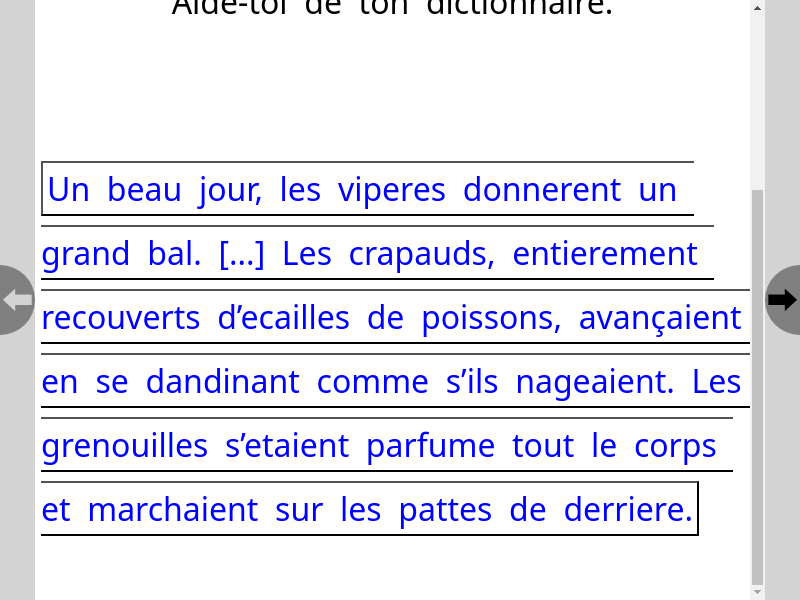 Aide-toi de ton dictionnaire.
Un beau jour, les viperes donnerent un
grand bal. [...] Les crapauds, entierement
recouverts d’ecailles de poissons, avançaient
en se dandinant comme s’ils nageaient. Les
grenouilles s’etaient parfume tout le corps
et marchaient sur les pattes de derriere.